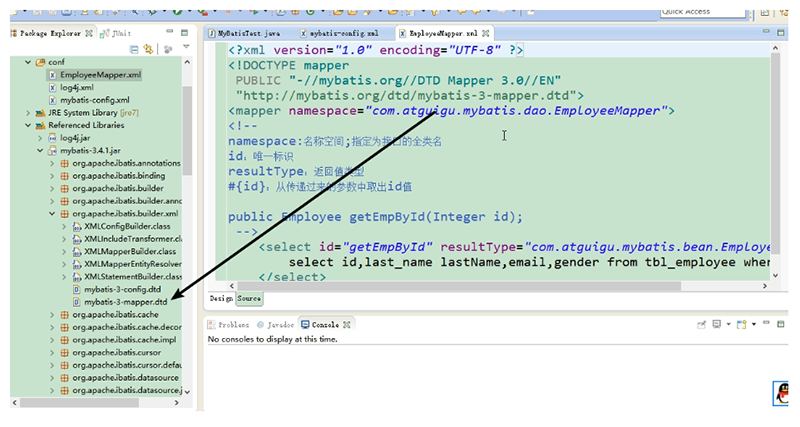 Quick Access
Package Explorer
JUnit
conf
EmployeeMapper.xml
log4j.xml
mybatis-config.xml
JRE System Library [jre7]
Referenced Libraries
log4j.jar
mybatis-3.4.1.jar
org.apache.ibatis.annotations
org.apache.ibatis.binding
org.apache.ibatis.builder
org.apache.ibatis.builder.anno
org.apache.ibatis.builder.xml
XMLConfigBuilder.class
XMLIncludeTransformer.cla
XMLMapperBuilder.class
XMLMapperEntityResolver
XMLStatementBuilder.class
mybatis-3-config.dtd
mybatis-3-mapper.dtd
org.apache.ibatis.cache
org.apache.ibatis.cache.decor
org.apache.ibatis.cache.impl
org.apache.ibatis.cursor
org.apache.ibatis.cursor.defau
org.apache.ibatis.datasource
org.apache.ibatis.datasource.j
MyBatisTest.java
mybatis-config.xml
EmployeeMapper.xml
<?xml version="1.0" encoding="UTF-8" ?>
<!DOCTYPE mapper
PUBLIC "-//mybatis.org//DTD Mapper 3.0//EN"
"http://mybatis.org/dtd/mybatis-3-mapper.dtd">
<mapper namespace="com.atguigu.mybatis.dao.EmployeeMapper">
<!--
namespace:名称空间;指定为接口的全类名
id：唯一标识
resultType：返回值类型
#{id}：从传递过来的参数中取出id值
public Employee getEmpById(Integer id);
-->
<select id="getEmpById" resultType="com.atguigu.mybatis.bean.Employe
select id,last_name lastName,email,gender from tbl_employee wher
</select>
Design
Source
Problems
Javadoc
Console
No consoles to display at this time.